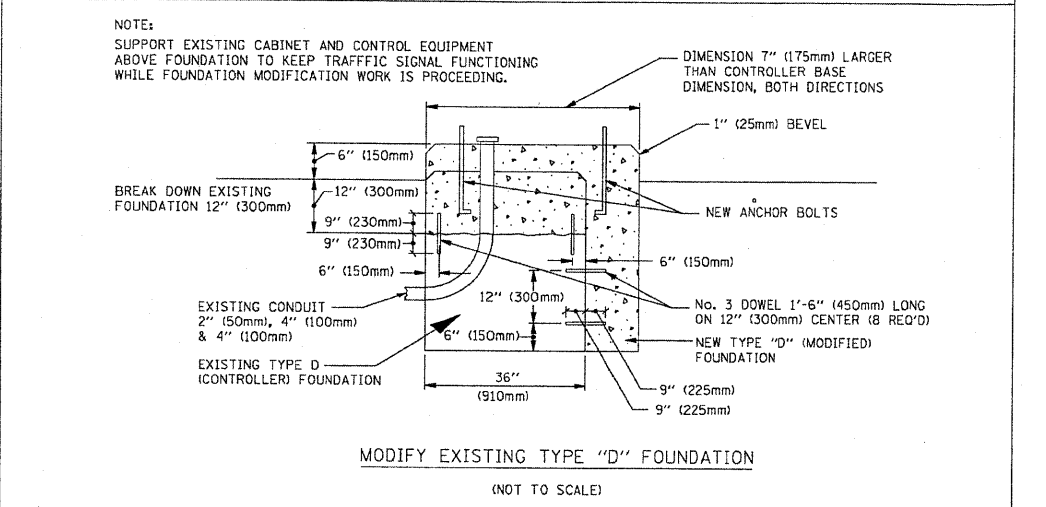 NOTE:
SUPPORT EXISTING CABINET AND CONTROL EQUIPMENT
ABOVE FOUNDATION TO KEEP TRAFFFIC SIGNAL FUNCTIONING
WHILE FOUNDATION MODIFICATION WORK IS PROCEEDING.
DIMENSION 7" (175mm) LARGER
THAN CONTROLLER BASE
DIMENSION, BOTH DIRECTIONS
1" (25mm) BEVEL
6" (150mm)
BREAK DOWN EXISTING
FOUNDATION 12" (300mm)
12" (300mm)
NEW ANCHOR BOLTS
9" (230mm)
9" (230mm)
6" (150mm)
6" (150mm)
EXISTING CONDUIT
2" (50mm), 4" (100mm)
& 4" (100mm)
12" (300mm)
No. 3 DOWEL 1'-6" (450mm) LONG
ON 12" (300mm) CENTER (8 REQ'D)
6" (150mm)
NEW TYPE "D" (MODIFIED)
FOUNDATION
EXISTING TYPE D
(CONTROLLER) FOUNDATION
36"
(910mm)
9" (225mm)
9" (225mm)
MODIFY EXISTING TYPE "D" FOUNDATION
(NOT TO SCALE)